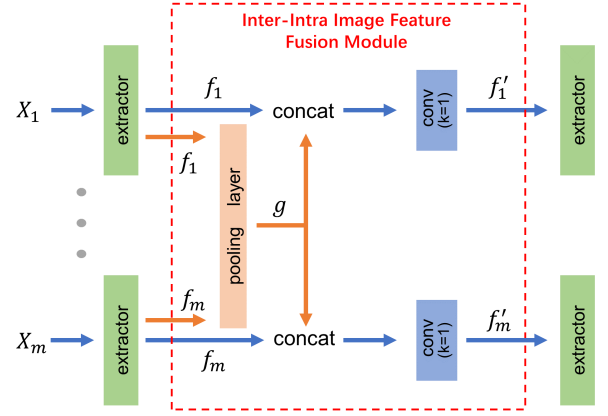 Inter-Intra Image Feature
Fusion Module
X₁
extractor
f₁
f₁
concat
conv
(k=1)
f₁′
extractor
pooling layer
g
Xₘ
extractor
fₘ
fₘ
concat
conv
(k=1)
fₘ′
extractor